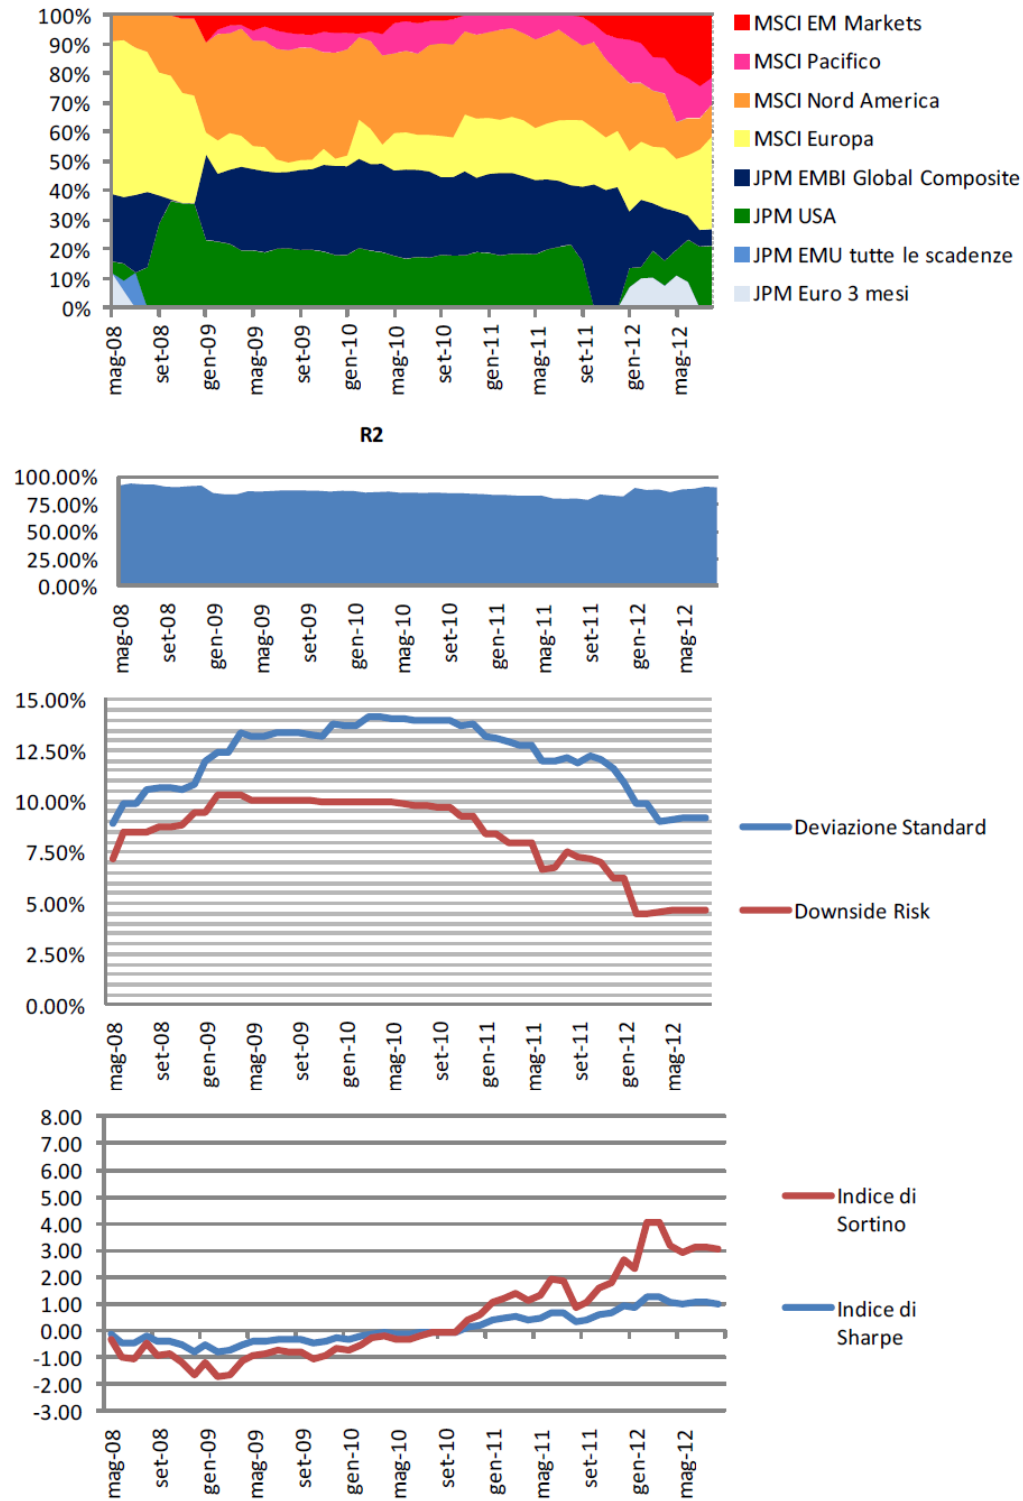 100%
90%
80%
70%
60%
50%
40%
30%
20%
10%
0%
mag-08
set-08
gen-09
mag-09
set-09
gen-10
mag-10
set-10
gen-11
mag-11
set-11
gen-12
mag-12
MSCI EM Markets
MSCI Pacifico
MSCI Nord America
MSCI Europa
JPM EMBI Global Composite
JPM USA
JPM EMU tutte le scadenze
JPM Euro 3 mesi
R2
100.00%
75.00%
50.00%
25.00%
0.00%
mag-08
set-08
gen-09
mag-09
set-09
gen-10
mag-10
set-10
gen-11
mag-11
set-11
gen-12
mag-12
15.00%
12.50%
10.00%
7.50%
5.00%
2.50%
0.00%
mag-08
set-08
gen-09
mag-09
set-09
gen-10
mag-10
set-10
gen-11
mag-11
set-11
gen-12
mag-12
Deviazione Standard
Downside Risk
8.00
7.00
6.00
5.00
4.00
3.00
2.00
1.00
0.00
-1.00
-2.00
-3.00
mag-08
set-08
gen-09
mag-09
set-09
gen-10
mag-10
set-10
gen-11
mag-11
set-11
gen-12
mag-12
Indice di
Sortino
Indice di
Sharpe